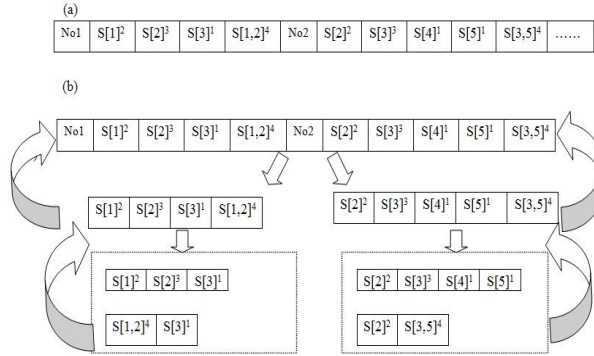 (a)
No1 S[1]² S[2]³ S[3]¹ S[1,2]⁴ No2 S[2]² S[3]³ S[4]¹ S[5]¹ S[3,5]⁴ ……
(b)
No1 S[1]² S[2]³ S[3]¹ S[1,2]⁴ No2 S[2]² S[3]³ S[4]¹ S[5]¹ S[3,5]⁴
S[1]² S[2]³ S[3]¹ S[1,2]⁴ S[2]² S[3]³ S[4]¹ S[5]¹ S[3,5]⁴
S[1]² S[2]³ S[3]¹ S[2]² S[3]³ S[4]¹ S[5]¹
S[1,2]⁴ S[3]¹ S[2]² S[3,5]⁴